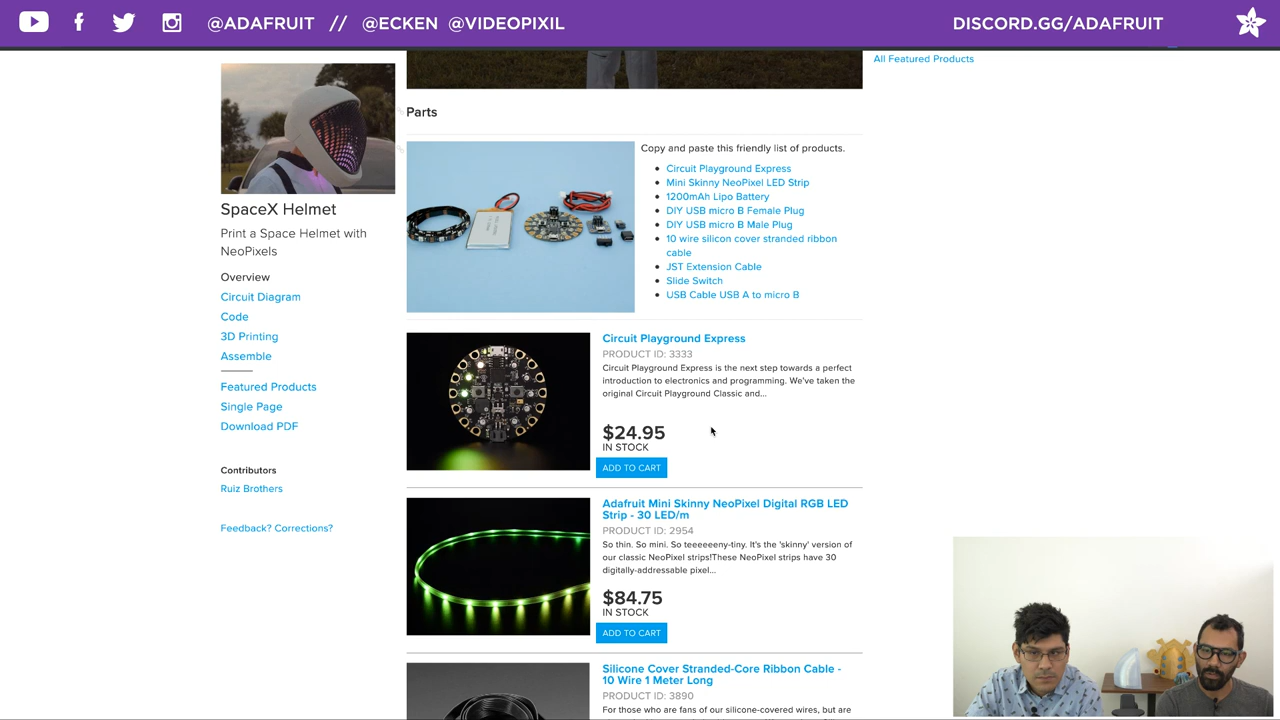 @ADAFRUIT // @ECKEN @VIDEOPIXIL
DISCORD.GG/ADAFRUIT
All Featured Products
SpaceX Helmet
Print a Space Helmet with
NeoPixels
Overview
Circuit Diagram
Code
3D Printing
Assemble
Featured Products
Single Page
Download PDF
Contributors
Ruiz Brothers
Feedback? Corrections?
Parts
Copy and paste this friendly list of products.
Circuit Playground Express
Mini Skinny NeoPixel LED Strip
1200mAh Lipo Battery
DIY USB micro B Female Plug
DIY USB micro B Male Plug
10 wire silicon cover stranded ribbon
cable
JST Extension Cable
Slide Switch
USB Cable USB A to micro B
Circuit Playground Express
PRODUCT ID: 3333
Circuit Playground Express is the next step towards a perfect
introduction to electronics and programming. We've taken the
original Circuit Playground Classic and...
$24.95
IN STOCK
ADD TO CART
Adafruit Mini Skinny NeoPixel Digital RGB LED
Strip - 30 LED/m
PRODUCT ID: 2954
So thin. So mini. So teeeeeeny-tiny. It's the 'skinny' version of
our classic NeoPixel strips!These NeoPixel strips have 30
digitally-addressable pixel...
$84.75
IN STOCK
ADD TO CART
Silicone Cover Stranded-Core Ribbon Cable -
10 Wire 1 Meter Long
PRODUCT ID: 3890
For those who are fans of our silicone-covered wires, but are